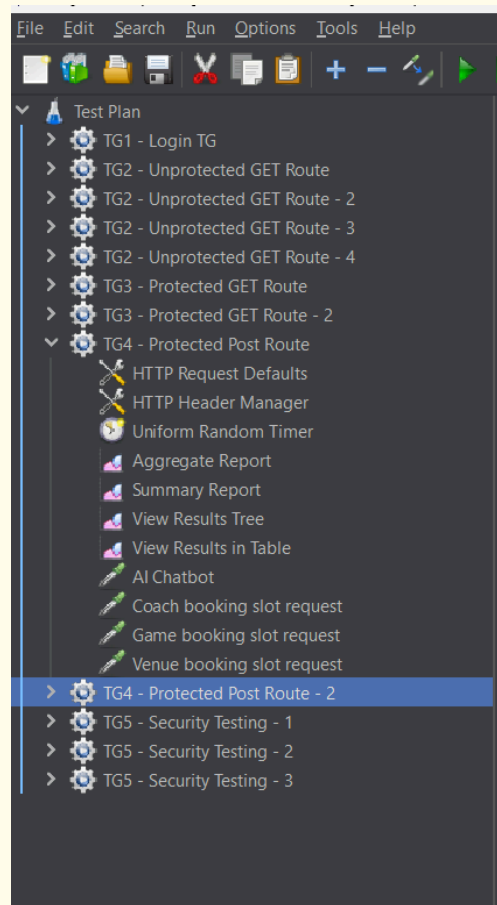 File Edit Search Run Options Tools Help
Test Plan
TG1 - Login TG
TG2 - Unprotected GET Route
TG2 - Unprotected GET Route - 2
TG2 - Unprotected GET Route - 3
TG2 - Unprotected GET Route - 4
TG3 - Protected GET Route
TG3 - Protected GET Route - 2
TG4 - Protected Post Route
HTTP Request Defaults
HTTP Header Manager
Uniform Random Timer
Aggregate Report
Summary Report
View Results Tree
View Results in Table
AI Chatbot
Coach booking slot request
Game booking slot request
Venue booking slot request
TG4 - Protected Post Route - 2
TG5 - Security Testing - 1
TG5 - Security Testing - 2
TG5 - Security Testing - 3